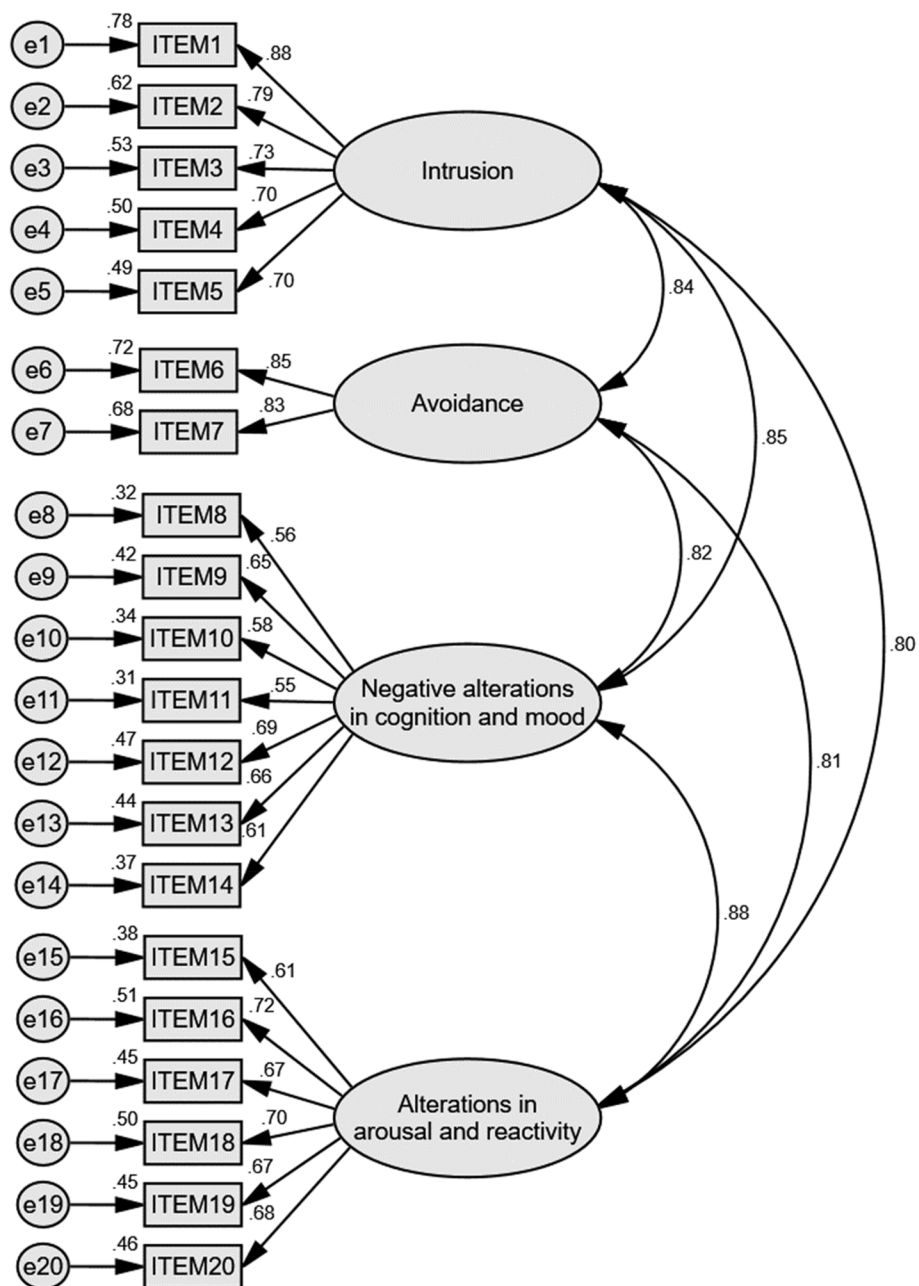 .78
e1 ITEM1 .88
.62
e2 ITEM2 .79
.53
e3 ITEM3 .73
Intrusion
.50
e4 ITEM4 .70
.49
e5 ITEM5 .70
.84
.72
e6 ITEM6 .85
.68
e7 ITEM7 .83
Avoidance
.85
.32
e8 ITEM8 .56
.42
e9 ITEM9 .65
.82
.34
e10 ITEM10 .58
.80
.31
e11 ITEM11 .55
Negative alterations
in cognition and mood
.47
e12 ITEM12 .69
.81
.44
e13 ITEM13 .66
.37
e14 ITEM14 .61
.88
.38
e15 ITEM15 .61
.51
e16 ITEM16 .72
.45
e17 ITEM17 .67
Alterations in
arousal and reactivity
.50
e18 ITEM18 .70
.45
e19 ITEM19 .67
.46
e20 ITEM20 .68